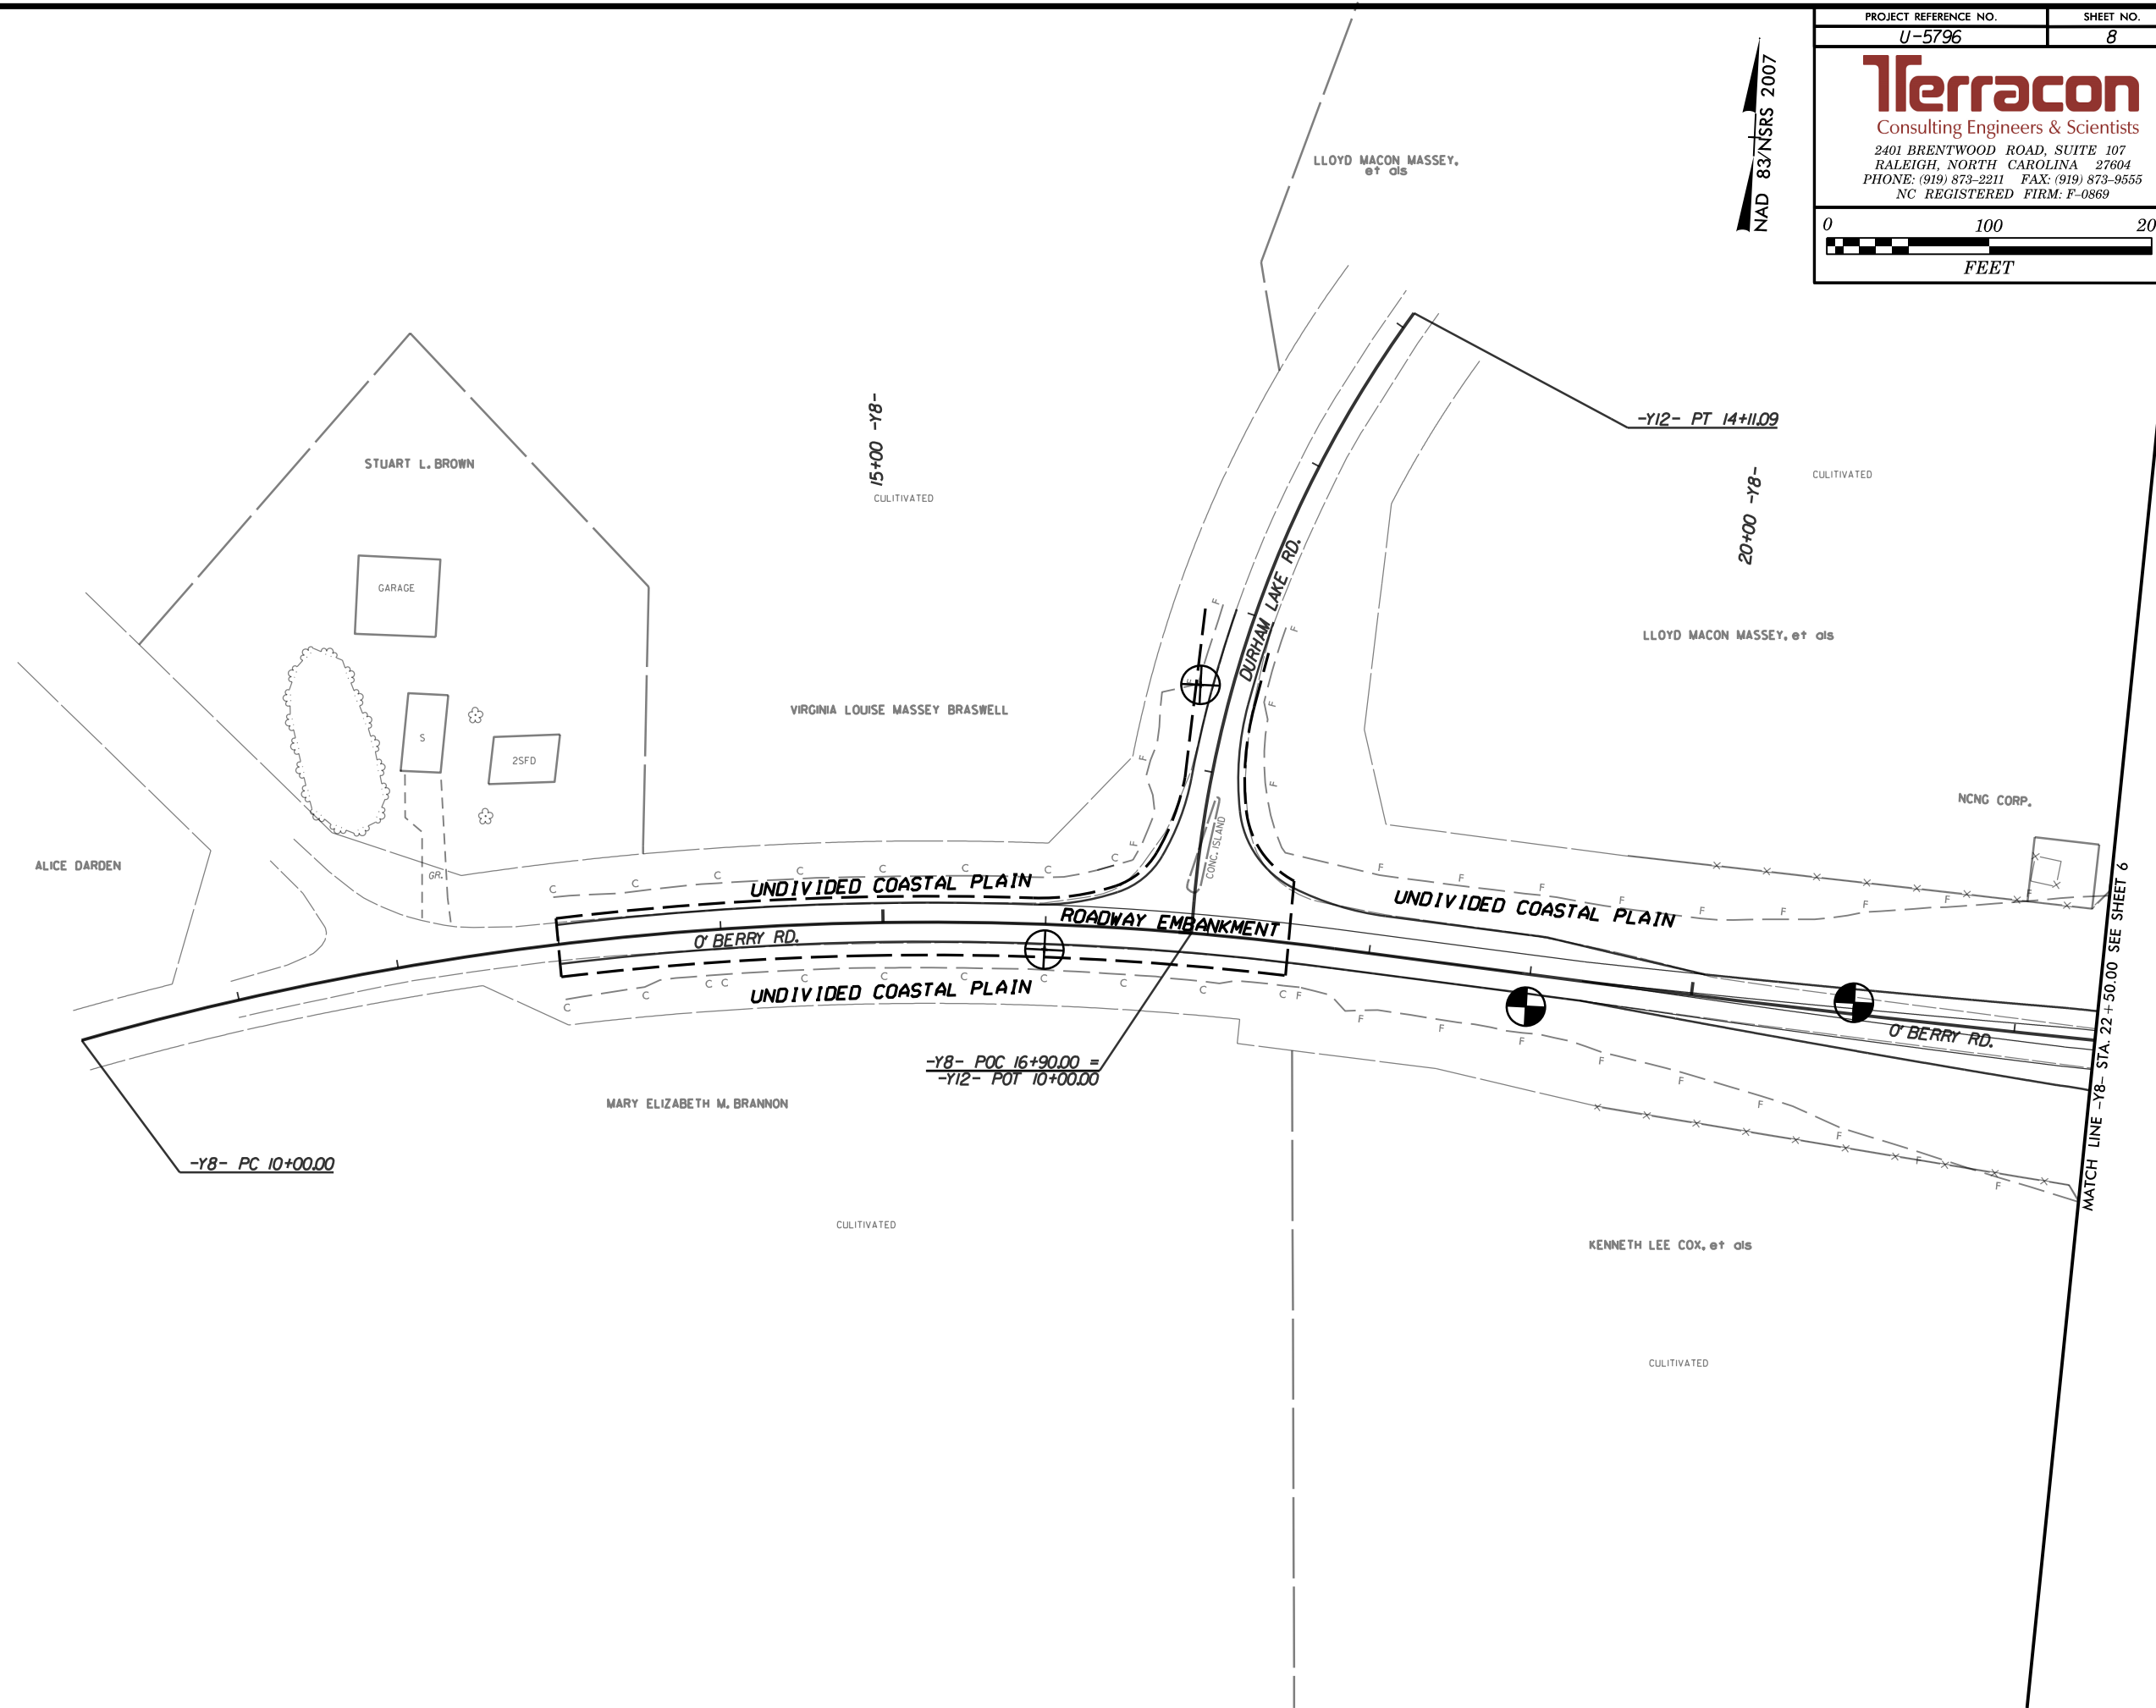 PROJECT REFERENCE NO. SHEET NO.
U-5796 8
Terracon
Consulting Engineers & Scientists
2401 BRENTWOOD ROAD, SUITE 107
RALEIGH, NORTH CAROLINA 27604
PHONE: (919) 873-2211 FAX: (919) 873-9555
NC REGISTERED FIRM: F-0869
0 100 20
FEET
NAD 83/NSRS 2007
LLOYD MACON MASSEY,
et als
-Y12- PT 14+11.09
STUART L. BROWN
15+00 -Y8-
CULITIVATED
20+00 -Y8-
CULITIVATED
GARAGE
DURHAM LAKE RD.
F
F
LLOYD MACON MASSEY, et als
F
F
VIRGINIA LOUISE MASSEY BRASWELL
S
2SFD
F
F
NCNG CORP.
CONC. ISLAND
F
ALICE DARDEN
GR.
C C C C C C C C
F F F F F F F F F
UNDIVIDED COASTAL PLAIN
UNDIVIDED COASTAL PLAIN
ROADWAY EMBANKMENT
O' BERRY RD.
C C C C C C C C C C F
UNDIVIDED COASTAL PLAIN
F F F F F F F F F
O' BERRY RD.
MATCH LINE -Y8- STA. 22+50.00 SEE SHEET 6
-Y8- POC 16+90.00 =
-Y12- POT 10+00.00
MARY ELIZABETH M. BRANNON
-Y8- PC 10+00.00
CULITIVATED
KENNETH LEE COX, et als
CULITIVATED